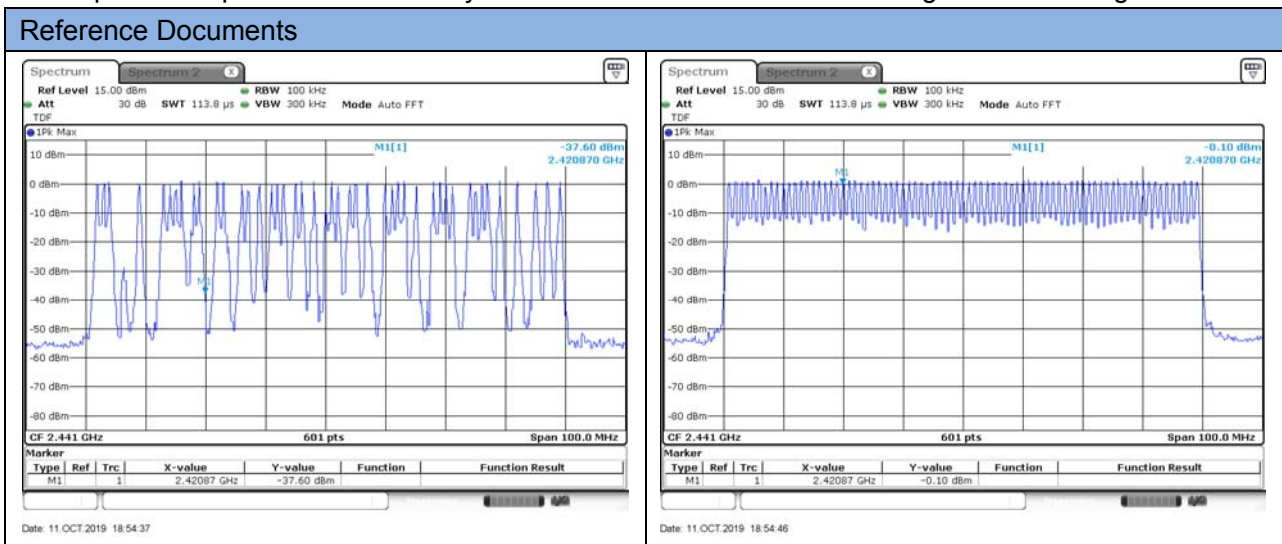 Reference Documents
Spectrum Spectrum 2 X
Ref Level 15.00 dBm RBW 100 kHz
Att 30 dB SWT 113.8 µs VBW 300 kHz Mode Auto FFT
TDF
1Pk Max
M1[1] -37.60 dBm
2.420870 GHz
10 dBm
0 dBm
-10 dBm
-20 dBm
-30 dBm
M1
-40 dBm
-50 dBm
-60 dBm
-70 dBm
-80 dBm
CF 2.441 GHz 601 pts Span 100.0 MHz
Marker
Type Ref Trc X-value Y-value Function Function Result
M1 1 2.42087 GHz -37.60 dBm
Date: 11.OCT.2019 18:54:37
Spectrum Spectrum 2 X
Ref Level 15.00 dBm RBW 100 kHz
Att 30 dB SWT 113.8 µs VBW 300 kHz Mode Auto FFT
TDF
1Pk Max
M1[1] -0.10 dBm
2.420870 GHz
10 dBm
M1
0 dBm
-10 dBm
-20 dBm
-30 dBm
-40 dBm
-50 dBm
-60 dBm
-70 dBm
-80 dBm
CF 2.441 GHz 601 pts Span 100.0 MHz
Marker
Type Ref Trc X-value Y-value Function Function Result
M1 1 2.42087 GHz -0.10 dBm
Date: 11.OCT.2019 18:54:46